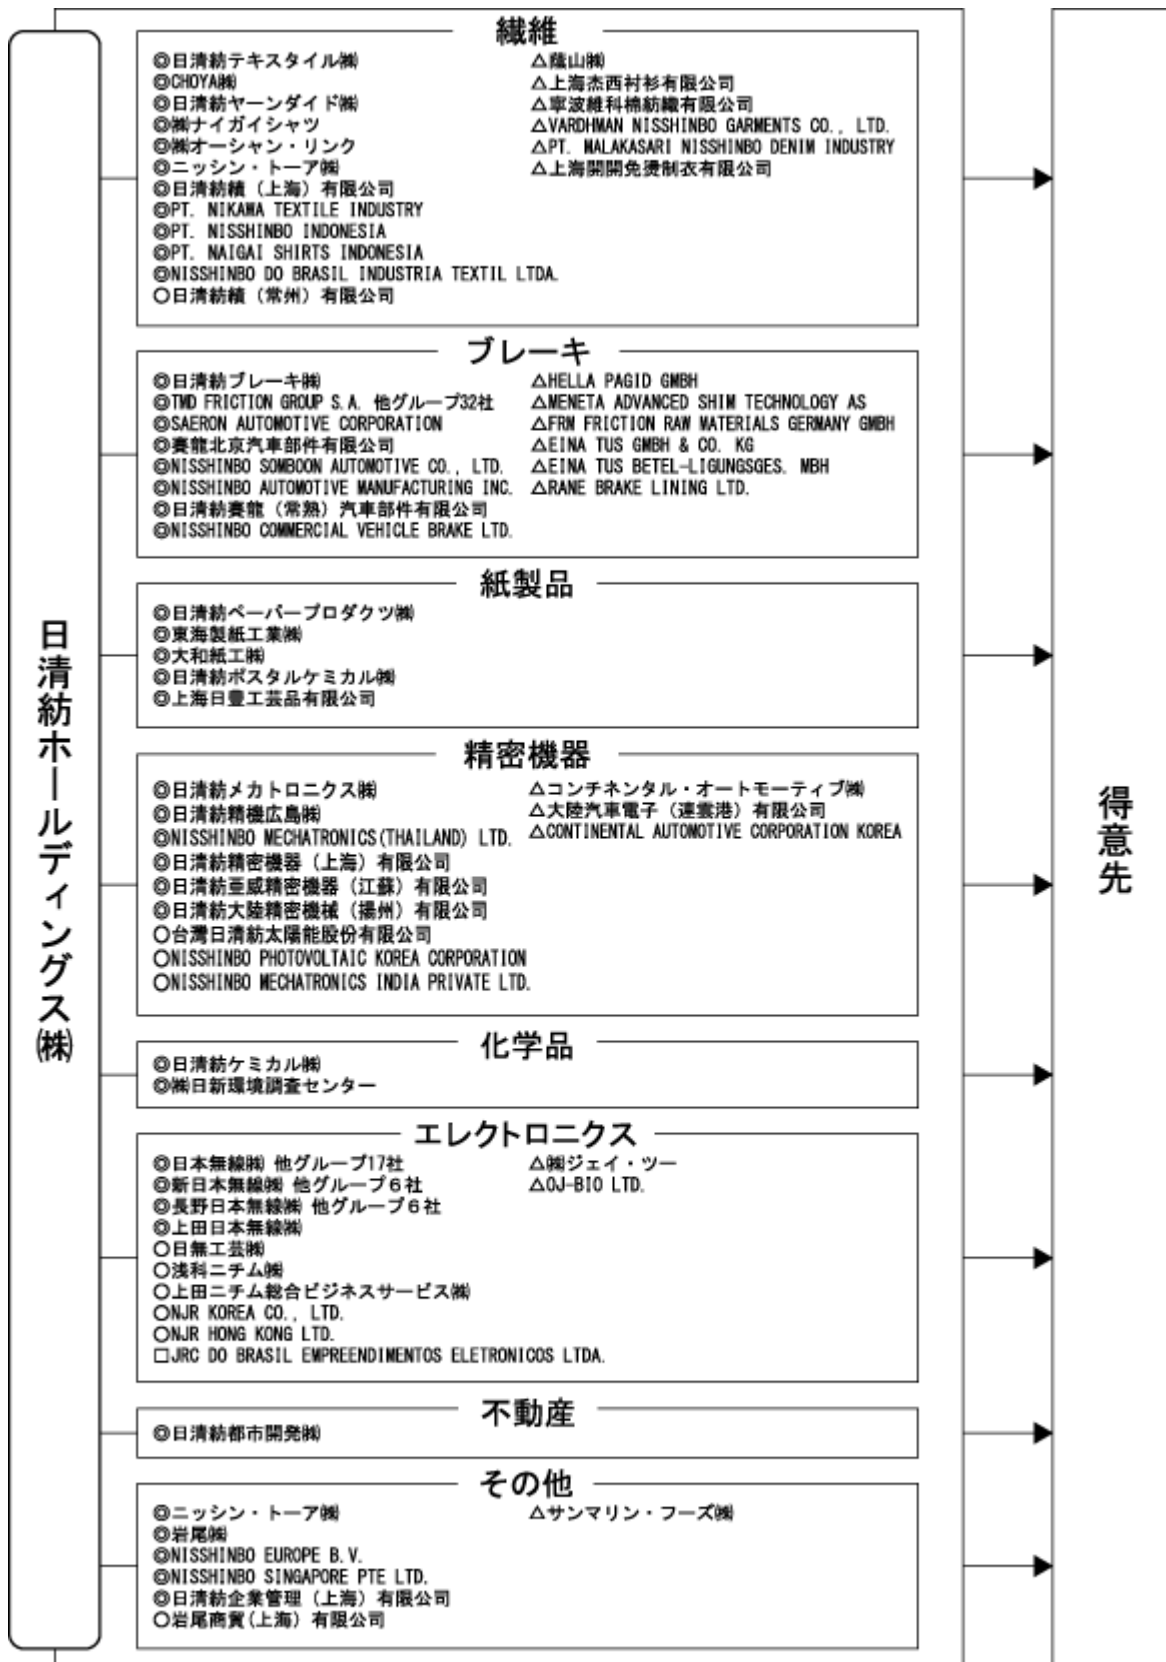 日清紡ホールディングス㈱
繊維
◎日清紡テキスタイル㈱
◎CHOYA㈱
◎日清紡ヤーンダイド㈱
◎㈱ナイガイシャツ
◎㈱オーシャン・リンク
◎ニッシン・トーア㈱
◎日清紡績（上海）有限公司
◎PT. NIKAWA TEXTILE INDUSTRY
◎PT. NISSHINBO INDONESIA
◎PT. NAIGAI SHIRTS INDONESIA
◎NISSHINBO DO BRASIL INDUSTRIA TEXTIL LTDA.
○日清紡績（常州）有限公司
△蔭山㈱
△上海杰西衬衫有限公司
△寧波維科棉紡織有限公司
△VARDHMAN NISSHINBO GARMENTS CO., LTD.
△PT. MALAKASARI NISSHINBO DENIM INDUSTRY
△上海開開免燙制衣有限公司
ブレーキ
◎日清紡ブレーキ㈱
◎TMD FRICTION GROUP S.A. 他グループ32社
◎SAERON AUTOMOTIVE CORPORATION
◎賽龍北京汽車部件有限公司
◎NISSHINBO SOMBOON AUTOMOTIVE CO., LTD.
◎NISSHINBO AUTOMOTIVE MANUFACTURING INC.
◎日清紡賽龍（常熟）汽車部件有限公司
◎NISSHINBO COMMERCIAL VEHICLE BRAKE LTD.
△HELLA PAGID GMBH
△MENETA ADVANCED SHIM TECHNOLOGY AS
△FRM FRICTION RAW MATERIALS GERMANY GMBH
△EINA TUS GMBH & CO. KG
△EINA TUS BETEL-LIGUNGSGES. MBH
△RANE BRAKE LINING LTD.
紙製品
◎日清紡ペーパープロダクツ㈱
◎東海製紙工業㈱
◎大和紙工㈱
◎日清紡ポスタルケミカル㈱
◎上海日豊工芸品有限公司
精密機器
◎日清紡メカトロニクス㈱
◎日清紡精機広島㈱
◎NISSHINBO MECHATRONICS(THAILAND) LTD.
◎日清紡精密機器（上海）有限公司
◎日清紡亜威精密機器（江蘇）有限公司
◎日清紡大陸精密機械（揚州）有限公司
○台灣日清紡太陽能股份有限公司
○NISSHINBO PHOTOVOLTAIC KOREA CORPORATION
○NISSHINBO MECHATRONICS INDIA PRIVATE LTD.
△コンチネンタル・オートモーティブ㈱
△大陸汽車電子（連雲港）有限公司
△CONTINENTAL AUTOMOTIVE CORPORATION KOREA
化学品
◎日清紡ケミカル㈱
◎㈱日新環境調査センター
エレクトロニクス
◎日本無線㈱ 他グループ17社
◎新日本無線㈱ 他グループ６社
◎長野日本無線㈱ 他グループ６社
◎上田日本無線㈱
○日無工芸㈱
○浅科ニチム㈱
○上田ニチム総合ビジネスサービス㈱
○NJR KOREA CO., LTD.
○NJR HONG KONG LTD.
□JRC DO BRASIL EMPREENDIMENTOS ELETRONICOS LTDA.
△㈱ジェイ・ツー
△OJ-BIO LTD.
不動産
◎日清紡都市開発㈱
その他
◎ニッシン・トーア㈱
◎岩尾㈱
◎NISSHINBO EUROPE B.V.
◎NISSHINBO SINGAPORE PTE LTD.
◎日清紡企業管理（上海）有限公司
○岩尾商貿(上海）有限公司
△サンマリン・フーズ㈱
得意先